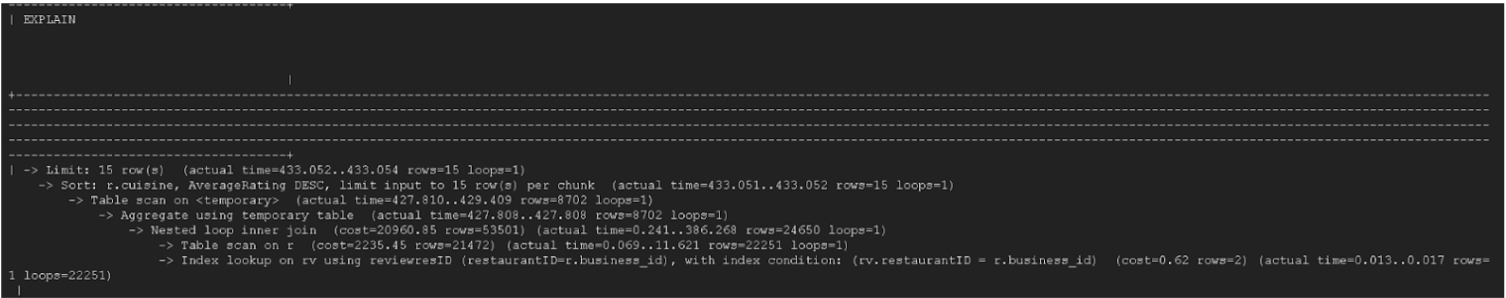 | EXPLAIN
|
| -> Limit: 15 row(s) (actual time=433.052..433.054 rows=15 loops=1)
-> Sort: r.cuisine, AverageRating DESC, limit input to 15 row(s) per chunk (actual time=433.051..433.052 rows=15 loops=1)
-> Table scan on <temporary> (actual time=427.810..429.409 rows=8702 loops=1)
-> Aggregate using temporary table (actual time=427.808..427.808 rows=8702 loops=1)
-> Nested loop inner join (cost=20960.85 rows=53501) (actual time=0.241..386.268 rows=24650 loops=1)
-> Table scan on r (cost=2235.45 rows=21472) (actual time=0.069..11.621 rows=22251 loops=1)
-> Index lookup on rv using reviewresID (restaurantID=r.business_id), with index condition: (rv.restaurantID = r.business_id) (cost=0.62 rows=2) (actual time=0.013..0.017 rows=
1 loops=22251)
|